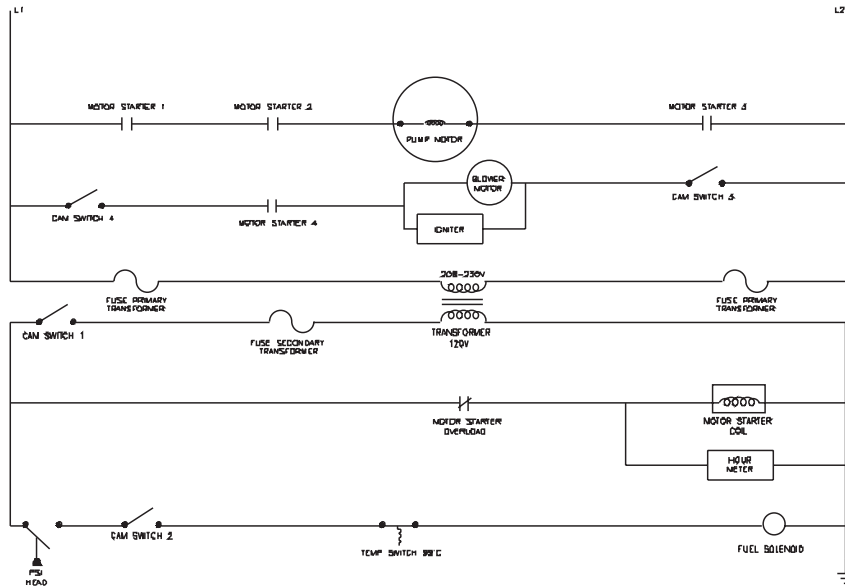 L1
L2
MOTOR STARTER 1
MOTOR STARTER 2
MOTOR STARTER 3
PUMP MOTOR
BLOWER
MOTOR
CAM SWITCH 4
MOTOR STARTER 4
IGNITER
CAM SWITCH 3
208-230V
FUSE PRIMARY
TRANSFORMER
FUSE PRIMARY
TRANSFORMER
CAM SWITCH 1
FUSE SECONDARY
TRANSFORMER
TRANSFORMER
120V
MOTOR STARTER
OVERLOAD
MOTOR STARTER
COIL
HOUR
METER
CAM SWITCH 2
TEMP SWITCH 99°C
FUEL SOLENOID
PSI
HEAD